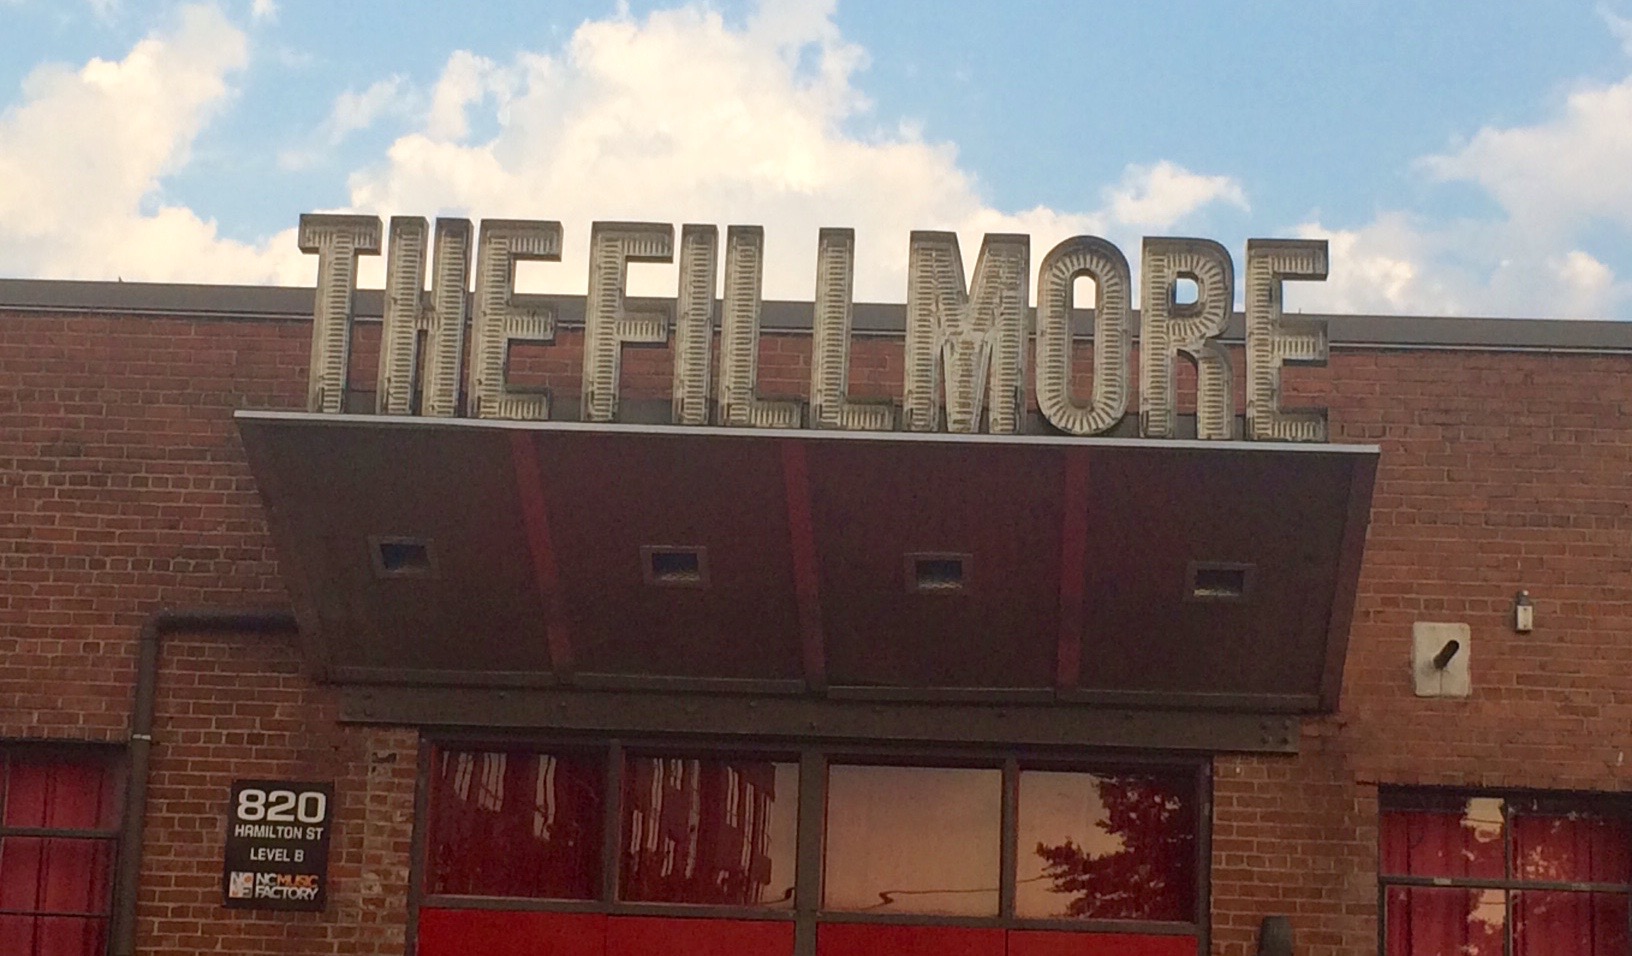 THE FILLMORE
820
HAMILTON ST
LEVEL B
NC MUSIC
FACTORY